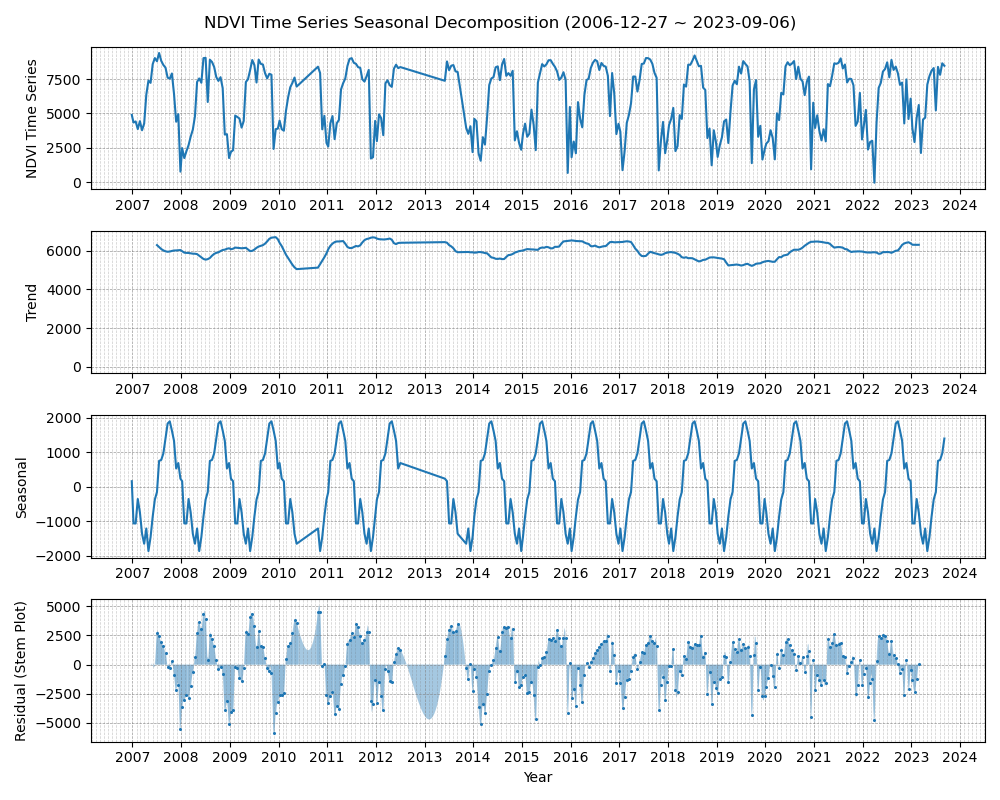 NDVI Time Series Seasonal Decomposition (2006-12-27 ~ 2023-09-06)
NDVI Time Series
7500
5000
2500
0
2007 2008 2009 2010 2011 2012 2013 2014 2015 2016 2017 2018 2019 2020 2021 2022 2023 2024
Trend
6000
4000
2000
0
2007 2008 2009 2010 2011 2012 2013 2014 2015 2016 2017 2018 2019 2020 2021 2022 2023 2024
Seasonal
2000
1000
0
−1000
−2000
2007 2008 2009 2010 2011 2012 2013 2014 2015 2016 2017 2018 2019 2020 2021 2022 2023 2024
Residual (Stem Plot)
5000
2500
0
−2500
−5000
2007 2008 2009 2010 2011 2012 2013 2014 2015 2016 2017 2018 2019 2020 2021 2022 2023 2024
Year